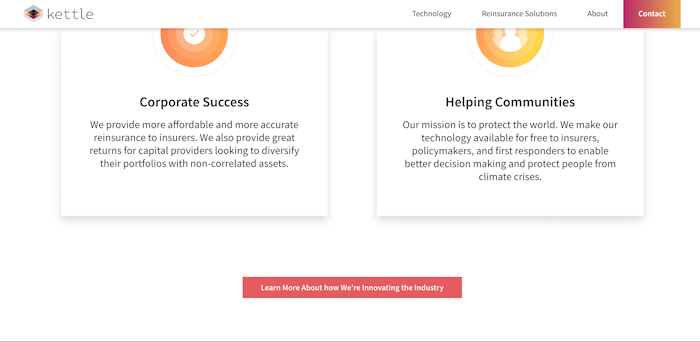 kettle
Technology
Reinsurance Solutions
About
Contact
Corporate Success
We provide more affordable and more accurate
reinsurance to insurers. We also provide great
returns for capital providers looking to diversify
their portfolios with non-correlated assets.
Helping Communities
Our mission is to protect the world. We make our
technology available for free to insurers,
policymakers, and first responders to enable
better decision making and protect people from
climate crises.
Learn More About how We're Innovating the Industry